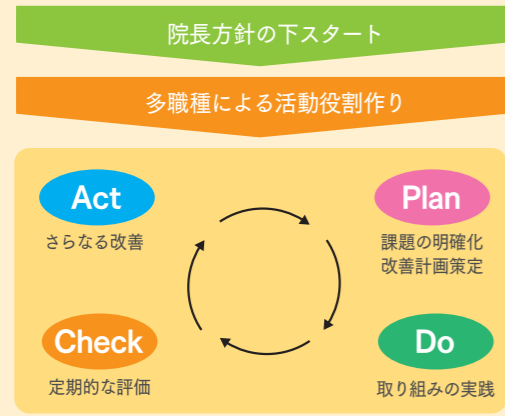 院長方針の下スタート
多職種による活動役割作り
Act
さらなる改善
Plan
課題の明確化
改善計画策定
Check
定期的な評価
Do
取り組みの実践